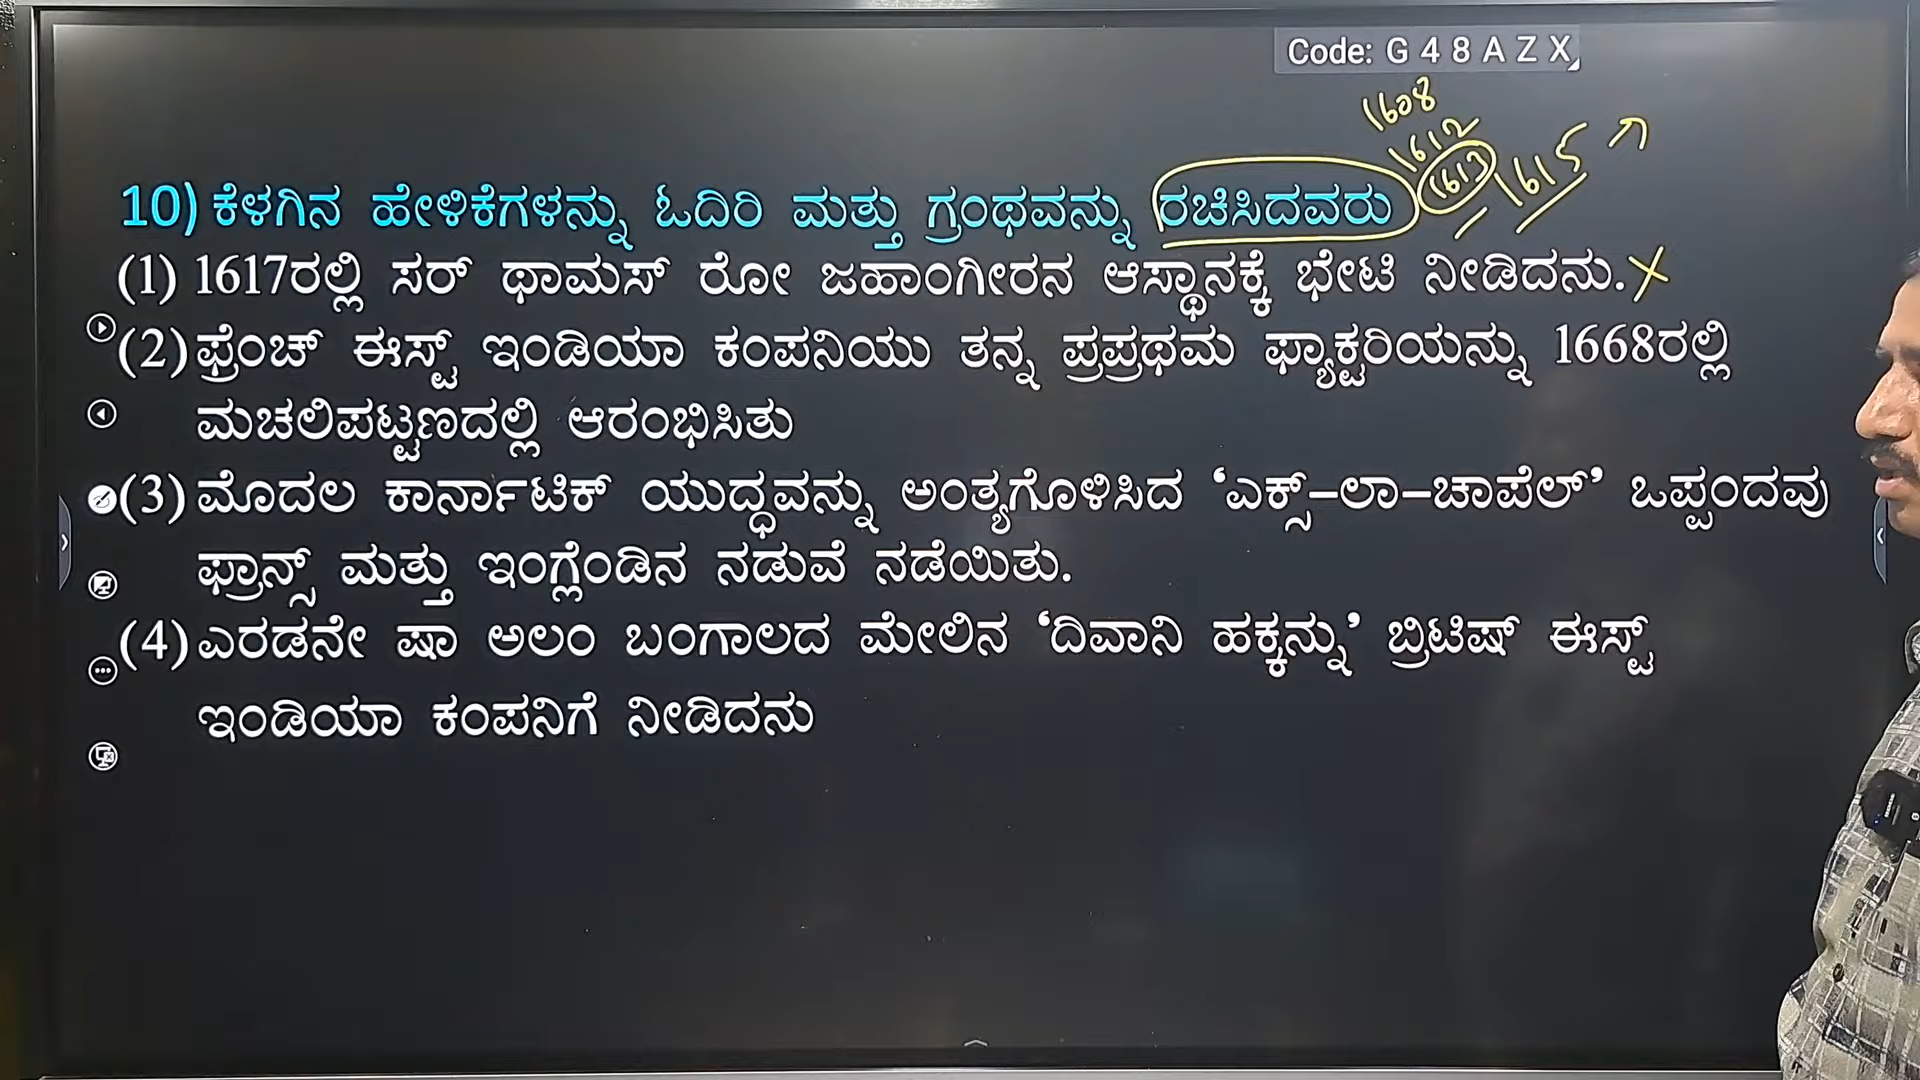 Code: G 4 8 A Z X
1608
1612
1613
1615
10) ಕೆಳಗಿನ ಹೇಳಿಕೆಗಳನ್ನು ಓದಿರಿ ಮತ್ತು ಗ್ರಂಥವನ್ನು ರಚಿಸಿದವರು
(1) 1617ರಲ್ಲಿ ಸರ್ ಥಾಮಸ್ ರೋ ಜಹಾಂಗೀರನ ಆಸ್ಥಾನಕ್ಕೆ ಭೇಟಿ ನೀಡಿದನು.
(2) ಫ್ರೆಂಚ್ ಈಸ್ಟ್ ಇಂಡಿಯಾ ಕಂಪನಿಯು ತನ್ನ ಪ್ರಪ್ರಥಮ ಫ್ಯಾಕ್ಟರಿಯನ್ನು 1668ರಲ್ಲಿ
ಮಚಲಿಪಟ್ಟಣದಲ್ಲಿ ಆರಂಭಿಸಿತು
(3) ಮೊದಲ ಕಾರ್ನಾಟಿಕ್ ಯುದ್ಧವನ್ನು ಅಂತ್ಯಗೊಳಿಸಿದ ‘ಎಕ್ಸ್–ಲಾ–ಚಾಪೆಲ್’ ಒಪ್ಪಂದವು
ಫ್ರಾನ್ಸ್ ಮತ್ತು ಇಂಗ್ಲೆಂಡಿನ ನಡುವೆ ನಡೆಯಿತು.
(4) ಎರಡನೇ ಷಾ ಅಲಂ ಬಂಗಾಲದ ಮೇಲಿನ ‘ದಿವಾನಿ ಹಕ್ಕನ್ನು’ ಬ್ರಿಟಿಷ್ ಈಸ್ಟ್
ಇಂಡಿಯಾ ಕಂಪನಿಗೆ ನೀಡಿದನು